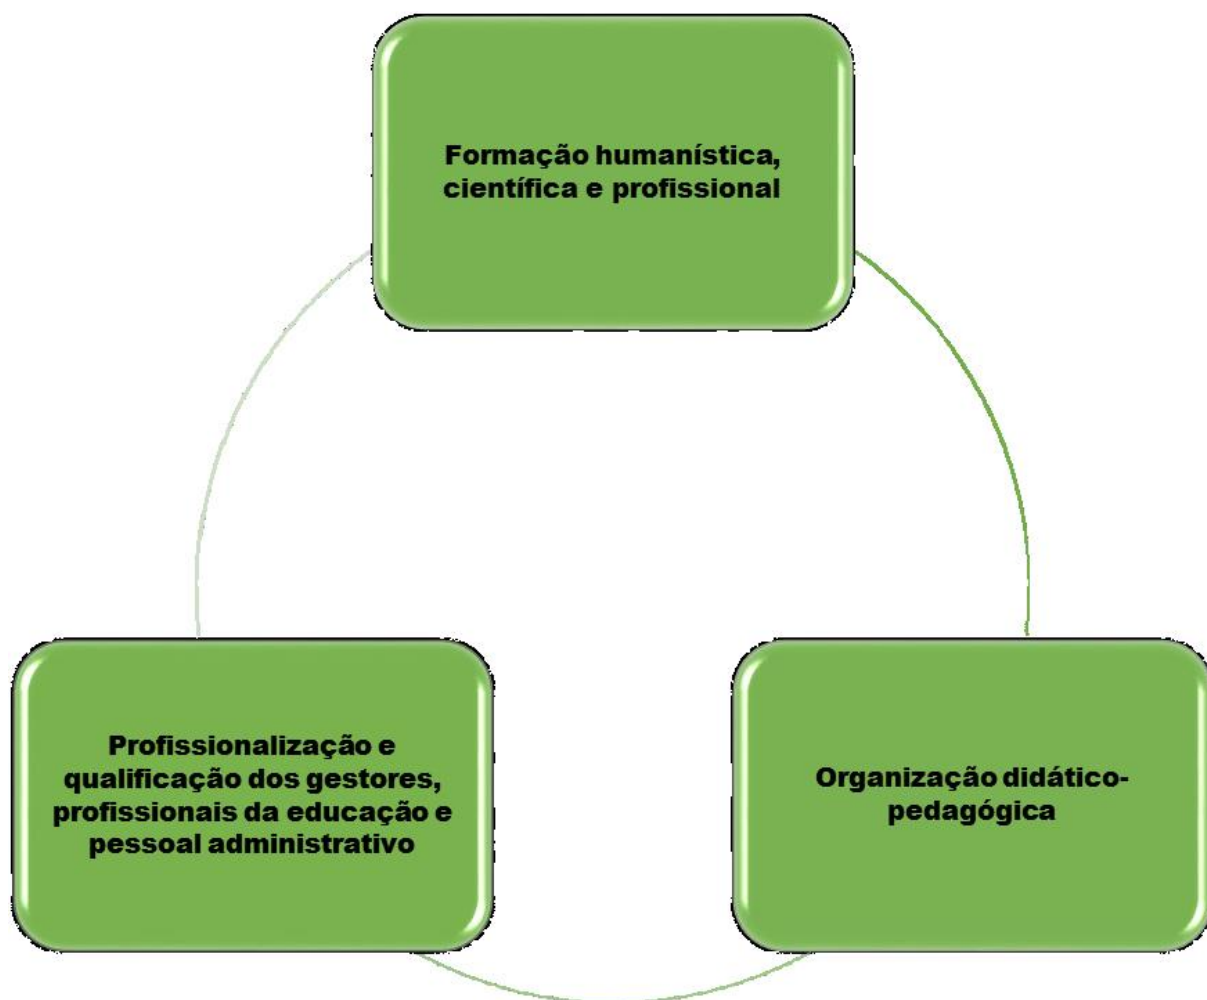 Formação humanística,
científica e profissional
Profissionalização e
qualificação dos gestores,
profissionais da educação e
pessoal administrativo
Organização didático-
pedagógica